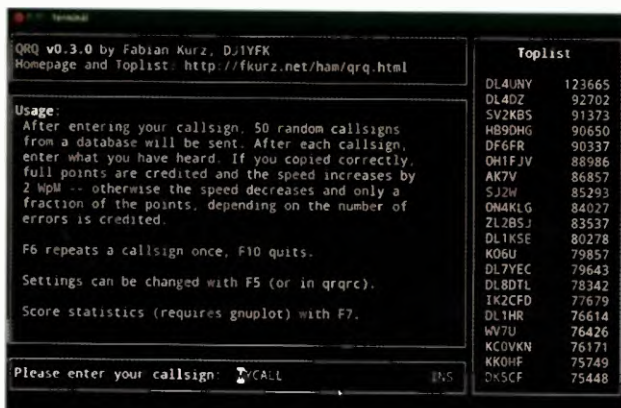 Terminal
QRQ v0.3.0 by Fabian Kurz, DJ1YFK
Homepage and Toplist: http://fkurz.net/ham/qrq.html
Usage:
After entering your callsign, 50 random callsigns
from a database will be sent. After each callsign,
enter what you have heard. If you copied correctly,
full points are credited and the speed increases by
2 WpM -- otherwise the speed decreases and only a
fraction of the points, depending on the number of
errors is credited.
F6 repeats a callsign once, F10 quits.
Settings can be changed with F5 (or in qrqrc).
Score statistics (requires gnuplot) with F7.
Please enter your callsign: MYCALL INS
Toplist
DL4UNY 123665
DL4DZ 92702
SV2KBS 91373
HB9DHG 90650
DF6FR 90337
OH1FJV 88986
AK7V 86857
SJ2W 85293
ON4KLG 84027
ZL2BSJ 83537
DL1KSE 80278
KO6U 79857
DL7YEC 79643
DL8DTL 78342
IK2CFD 77679
DL1HR 76614
WV7U 76426
KC0VKN 76171
KK0HF 75749
DK5CF 75448